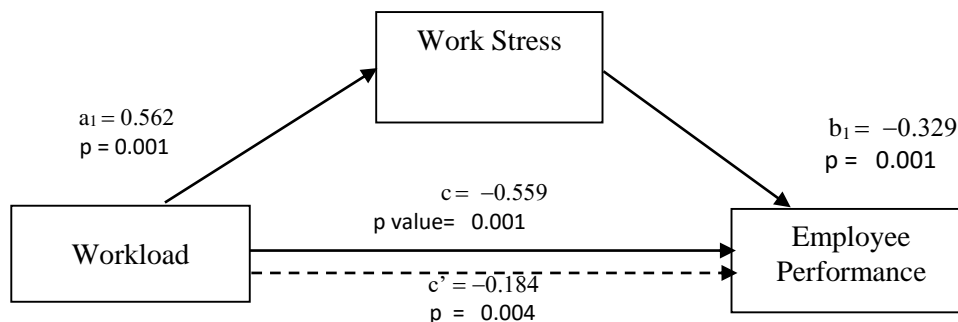 Work Stress
a₁ = 0.562
p = 0.001
b₁ = −0.329
p = 0.001
c = −0.559
p value= 0.001
Workload
Employee
Performance
c’ = −0.184
p = 0.004